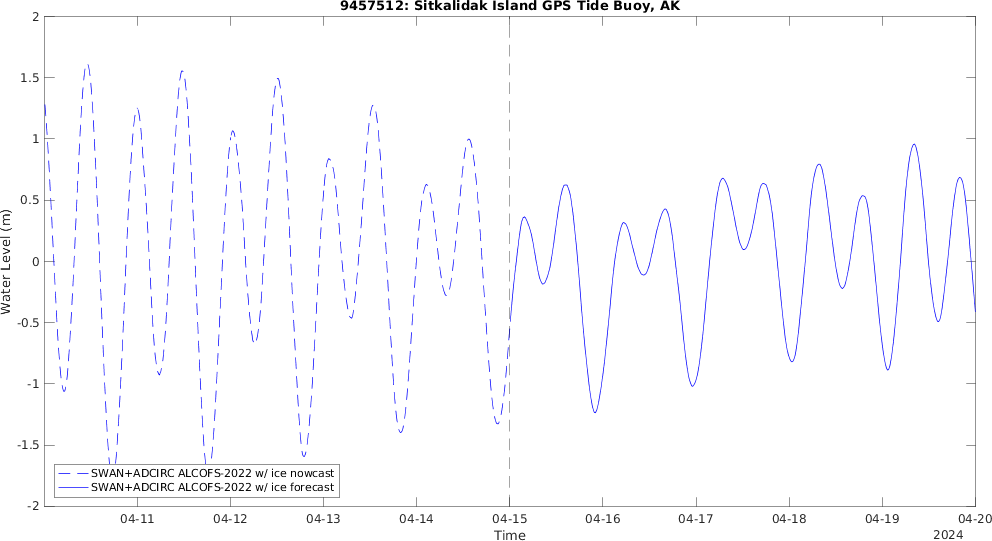 9457512: Sitkalidak Island GPS Tide Buoy, AK
2
1.5
1
0.5
0
-0.5
-1
-1.5
-2
Water Level (m)
SWAN+ADCIRC ALCOFS-2022 w/ ice nowcast
SWAN+ADCIRC ALCOFS-2022 w/ ice forecast
04-11 04-12 04-13 04-14 04-15 04-16 04-17 04-18 04-19 04-20
Time
2024